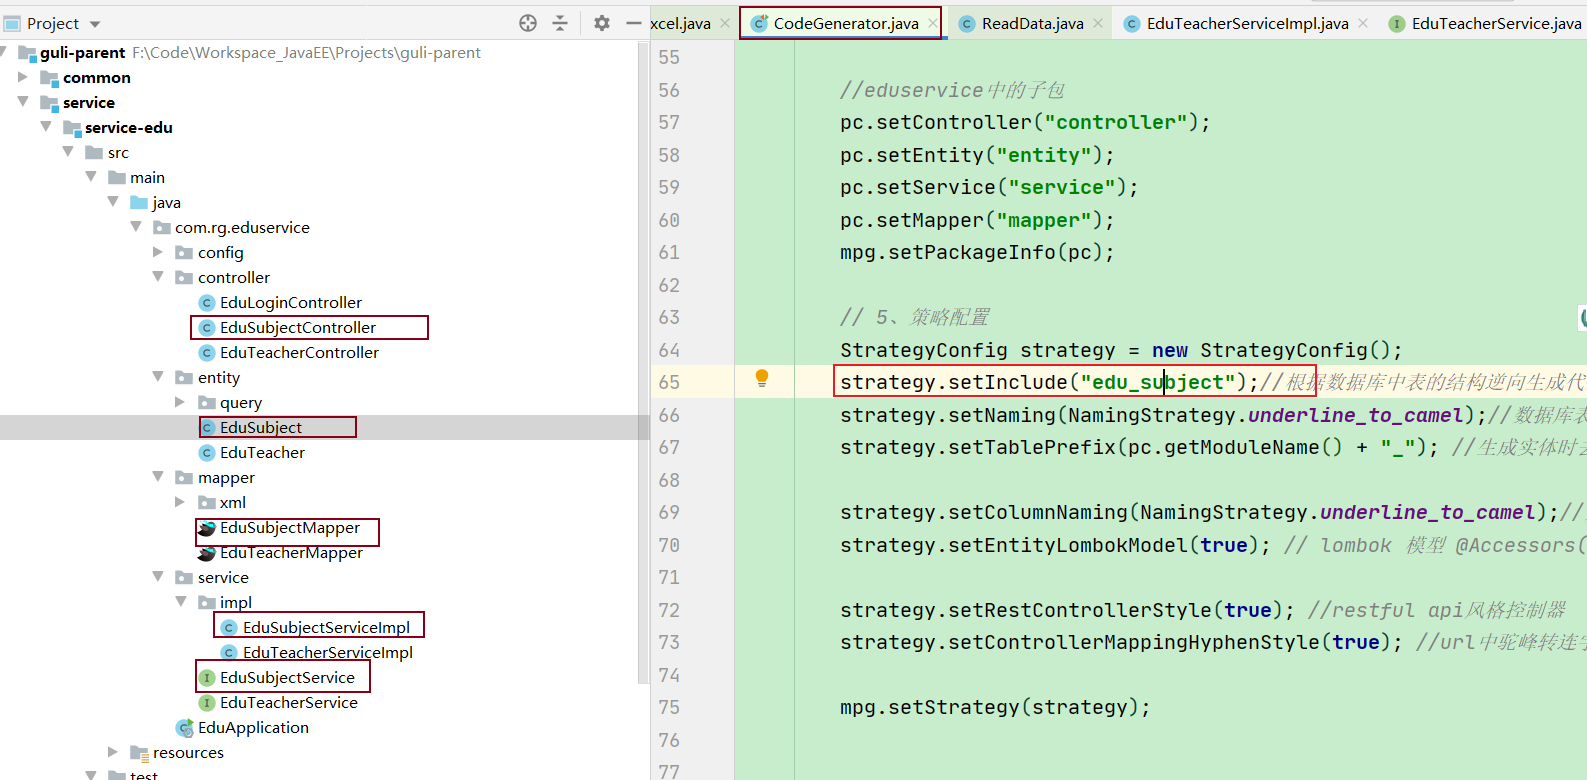 Project
guli-parent F:\Code\Workspace_JavaEE\Projects\guli-parent
common
service
service-edu
src
main
java
com.rg.eduservice
config
controller
EduLoginController
EduSubjectController
EduTeacherController
entity
query
EduSubject
EduTeacher
mapper
xml
EduSubjectMapper
EduTeacherMapper
service
impl
EduSubjectServiceImpl
EduTeacherServiceImpl
EduSubjectService
EduTeacherService
EduApplication
resources
test
xcel.java CodeGenerator.java ReadData.java EduTeacherServiceImpl.java EduTeacherService.java
55
56 //eduservice中的子包
57 pc.setController("controller");
58 pc.setEntity("entity");
59 pc.setService("service");
60 pc.setMapper("mapper");
61 mpg.setPackageInfo(pc);
62
63 // 5、策略配置
64 StrategyConfig strategy = new StrategyConfig();
65 strategy.setInclude("edu_subject");//根据数据库中表的结构逆向生成代
66 strategy.setNaming(NamingStrategy.underline_to_camel);//数据库表
67 strategy.setTablePrefix(pc.getModuleName() + "_"); //生成实体时
68
69 strategy.setColumnNaming(NamingStrategy.underline_to_camel);//
70 strategy.setEntityLombokModel(true); // lombok 模型 @Accessors(
71
72 strategy.setRestControllerStyle(true); //restful api风格控制器
73 strategy.setControllerMappingHyphenStyle(true); //url中驼峰转连
74
75 mpg.setStrategy(strategy);
76
77